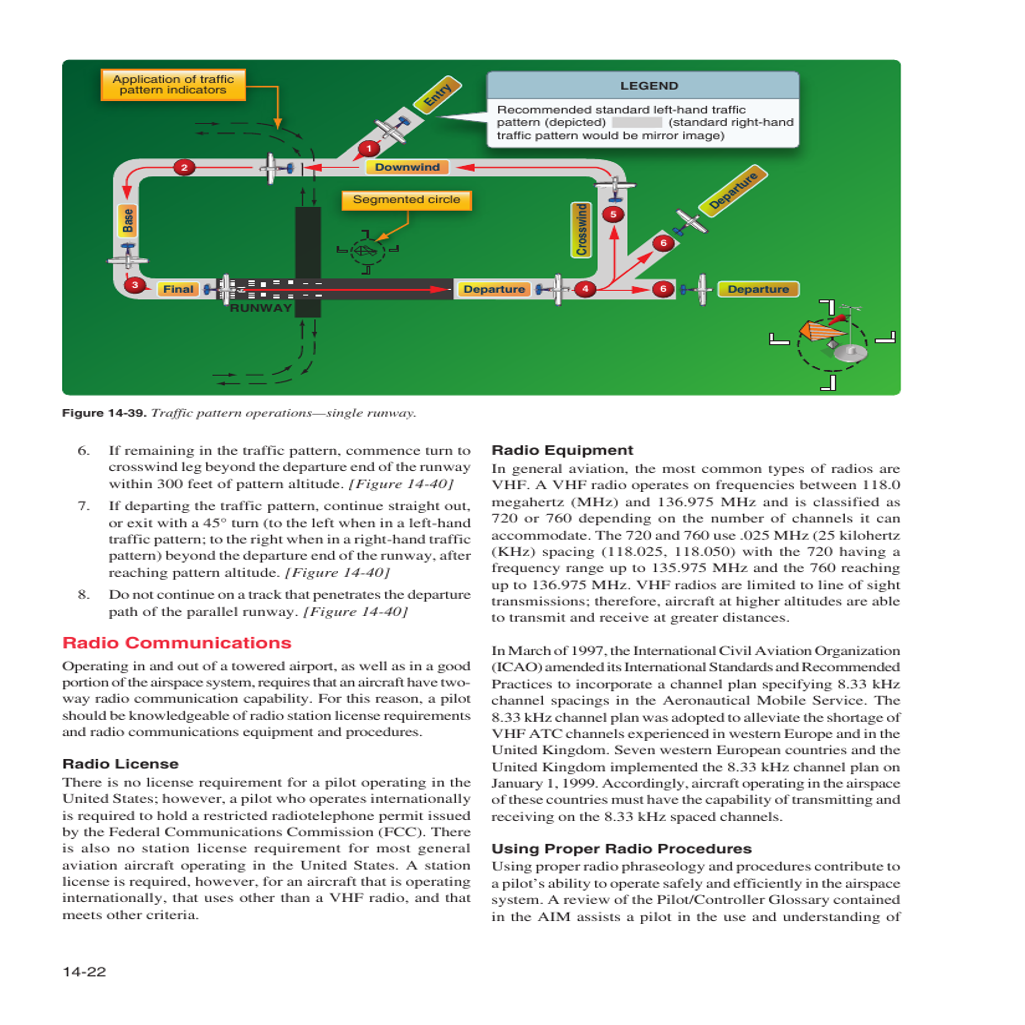 Application of traffic
pattern indicators
Entry
LEGEND
Recommended standard left-hand traffic
pattern (depicted) (standard right-hand
traffic pattern would be mirror image)
1
2
Downwind
Departure
Segmented circle
Base
Crosswind
5
6
3
Final
Departure
4
6
Departure
RUNWAY
Figure 14-39. Traffic pattern operations—single runway.
6. If remaining in the traffic pattern, commence turn to
crosswind leg beyond the departure end of the runway
within 300 feet of pattern altitude. [Figure 14-40]
7. If departing the traffic pattern, continue straight out,
or exit with a 45° turn (to the left when in a left-hand
traffic pattern; to the right when in a right-hand traffic
pattern) beyond the departure end of the runway, after
reaching pattern altitude. [Figure 14-40]
8. Do not continue on a track that penetrates the departure
path of the parallel runway. [Figure 14-40]
Radio Communications
Operating in and out of a towered airport, as well as in a good
portion of the airspace system, requires that an aircraft have two-
way radio communication capability. For this reason, a pilot
should be knowledgeable of radio station license requirements
and radio communications equipment and procedures.
Radio License
There is no license requirement for a pilot operating in the
United States; however, a pilot who operates internationally
is required to hold a restricted radiotelephone permit issued
by the Federal Communications Commission (FCC). There
is also no station license requirement for most general
aviation aircraft operating in the United States. A station
license is required, however, for an aircraft that is operating
internationally, that uses other than a VHF radio, and that
meets other criteria.
Radio Equipment
In general aviation, the most common types of radios are
VHF. A VHF radio operates on frequencies between 118.0
megahertz (MHz) and 136.975 MHz and is classified as
720 or 760 depending on the number of channels it can
accommodate. The 720 and 760 use .025 MHz (25 kilohertz
(KHz) spacing (118.025, 118.050) with the 720 having a
frequency range up to 135.975 MHz and the 760 reaching
up to 136.975 MHz. VHF radios are limited to line of sight
transmissions; therefore, aircraft at higher altitudes are able
to transmit and receive at greater distances.
In March of 1997, the International Civil Aviation Organization
(ICAO) amended its International Standards and Recommended
Practices to incorporate a channel plan specifying 8.33 kHz
channel spacings in the Aeronautical Mobile Service. The
8.33 kHz channel plan was adopted to alleviate the shortage of
VHF ATC channels experienced in western Europe and in the
United Kingdom. Seven western European countries and the
United Kingdom implemented the 8.33 kHz channel plan on
January 1, 1999. Accordingly, aircraft operating in the airspace
of these countries must have the capability of transmitting and
receiving on the 8.33 kHz spaced channels.
Using Proper Radio Procedures
Using proper radio phraseology and procedures contribute to
a pilot’s ability to operate safely and efficiently in the airspace
system. A review of the Pilot/Controller Glossary contained
in the AIM assists a pilot in the use and understanding of
14-22